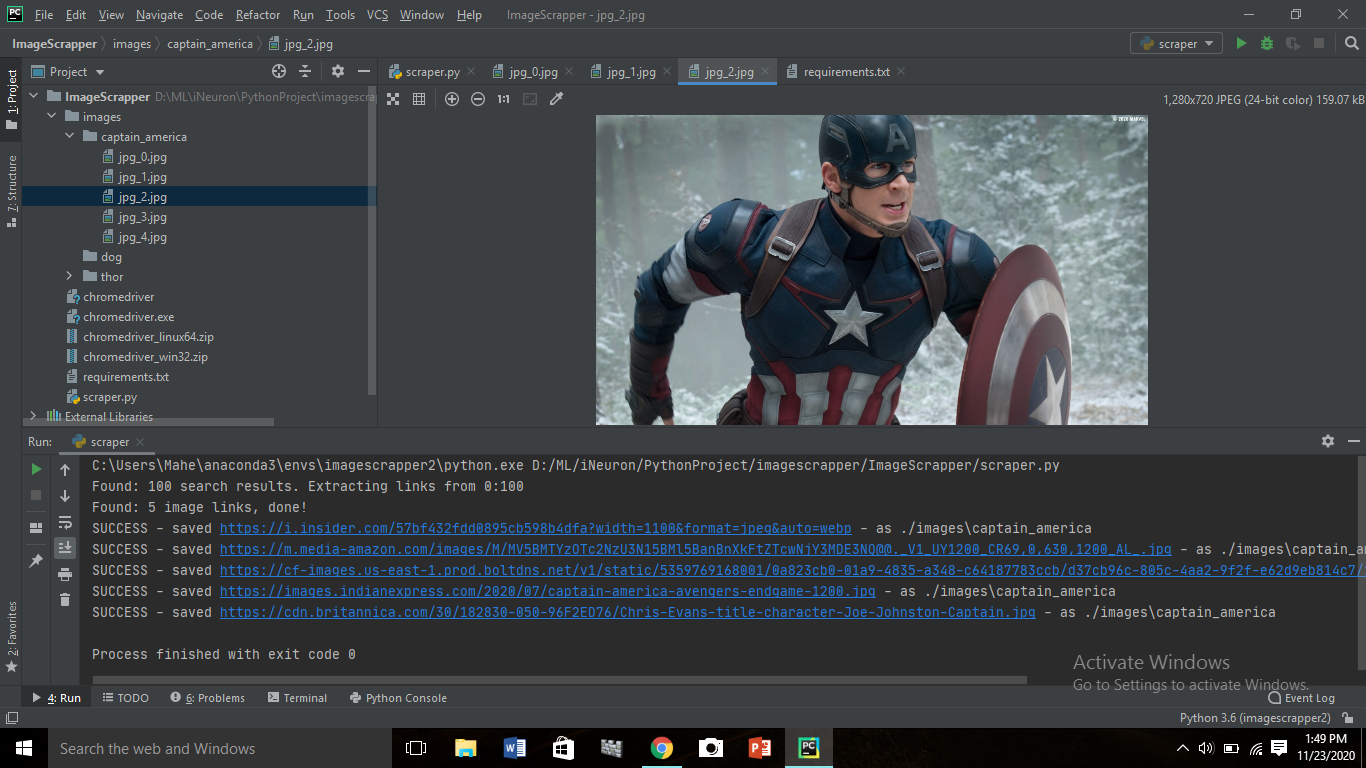 PC File Edit View Navigate Code Refactor Run Tools VCS Window Help ImageScrapper - jpg_2.jpg
ImageScrapper images captain_america jpg_2.jpg scraper
Project
scraper.py jpg_0.jpg jpg_1.jpg jpg_2.jpg requirements.txt
1:1
1,280x720 JPEG (24-bit color) 159.07 kB
1: Project
7: Structure
2: Favorites
ImageScrapper D:\ML\iNeuron\PythonProject\imagescra
images
captain_america
jpg_0.jpg
jpg_1.jpg
jpg_2.jpg
jpg_3.jpg
jpg_4.jpg
dog
thor
chromedriver
chromedriver.exe
chromedriver_linux64.zip
chromedriver_win32.zip
requirements.txt
scraper.py
External Libraries
© 2020 MARVEL
A
Run: scraper
C:\Users\Mahe\anaconda3\envs\imagescrapper2\python.exe D:/ML/iNeuron/PythonProject/imagescrapper/ImageScrapper/scraper.py
Found: 100 search results. Extracting links from 0:100
Found: 5 image links, done!
SUCCESS - saved https://i.insider.com/57bf432fdd0895cb598b4dfa?width=1100&format=jpeg&auto=webp - as ./images\captain_america
SUCCESS - saved https://m.media-amazon.com/images/M/MV5BMTYzOTc2NzU3N15BMl5BanBnXkFtZTcwNjY3MDE3NQ@@._V1_UY1200_CR69,0,630,1200_AL_.jpg - as ./images\captain_a
SUCCESS - saved https://cf-images.us-east-1.prod.boltdns.net/v1/static/5359769168001/0a823cb0-01a9-4835-a348-c64187783ccb/d37cb96c-805c-4aa2-9f2f-e62d9eb814c7/
SUCCESS - saved https://images.indianexpress.com/2020/07/captain-america-avengers-endgame-1200.jpg - as ./images\captain_america
SUCCESS - saved https://cdn.britannica.com/30/182830-050-96F2ED76/Chris-Evans-title-character-Joe-Johnston-Captain.jpg - as ./images\captain_america
Process finished with exit code 0
Activate Windows
Go to Settings to activate Windows.
4: Run TODO 6: Problems Terminal Python Console Event Log
Python 3.6 (imagescrapper2)
Search the web and Windows
1:49 PM
11/23/2020